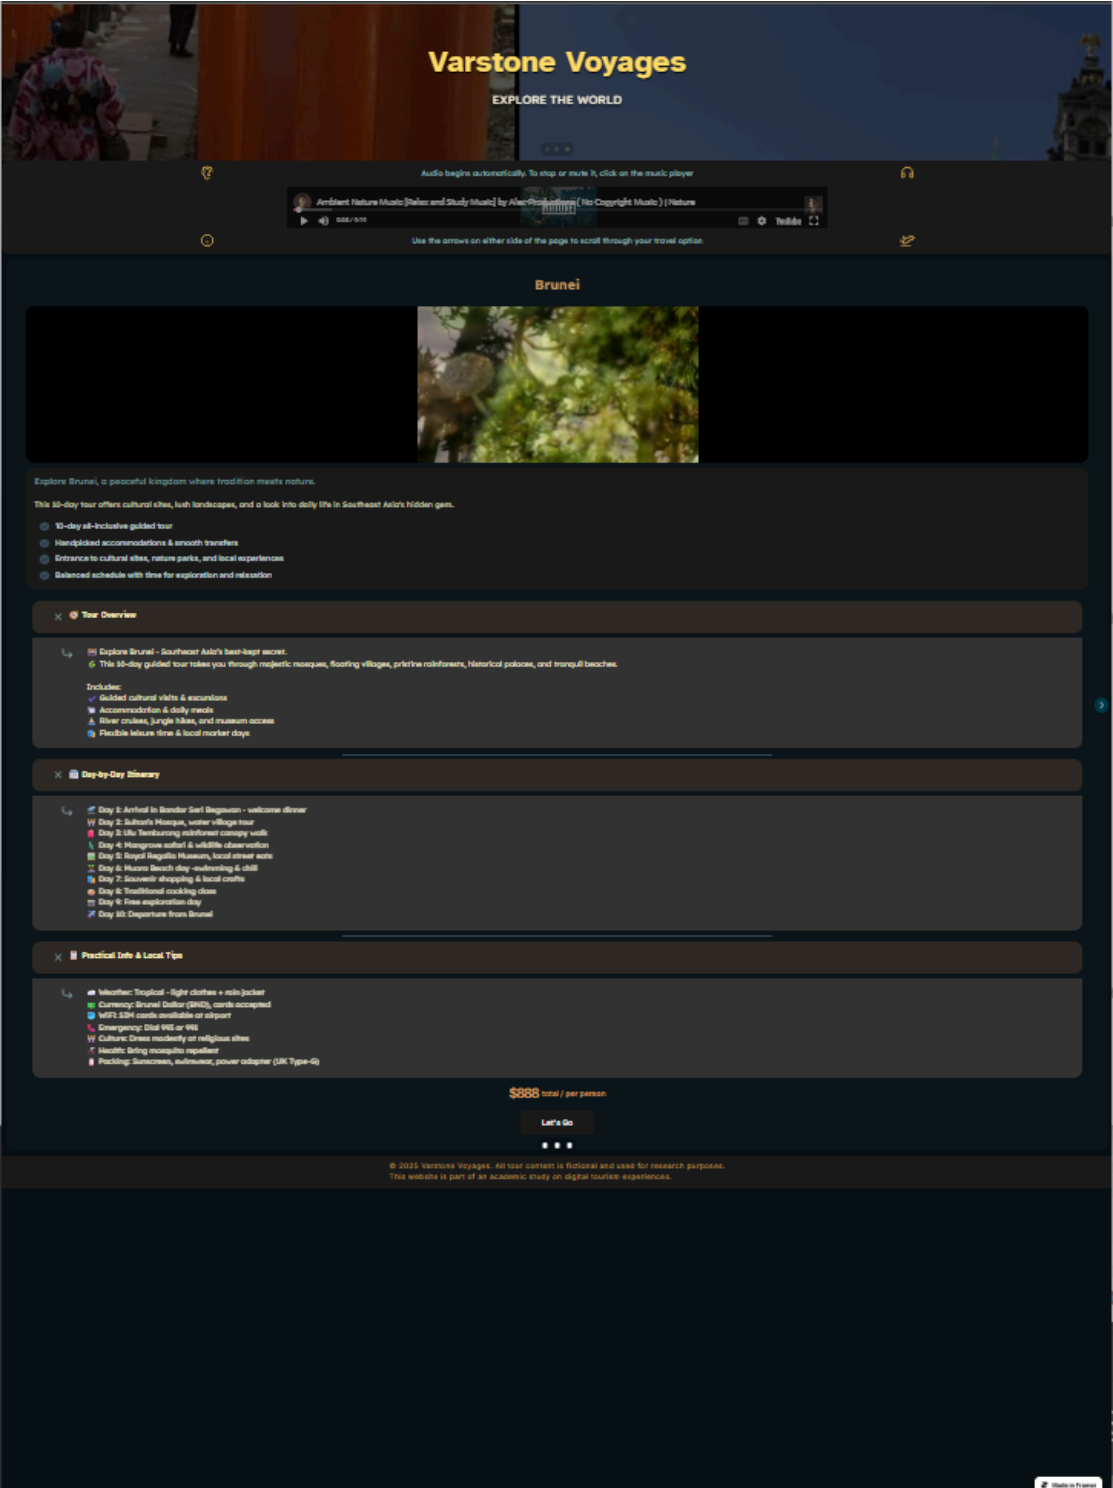 Varstone Voyages
EXPLORE THE WORLD
Audio begins automatically. To stop or mute it, click on the music player
Ambient Nature Music [Relax and Study Music] by Alex Productions ( No Copyright Music ) | Nature
YouTube
Use the arrows on either side of the page to scroll through your travel option
Brunei
Explore Brunei, a peaceful kingdom where tradition meets nature.
This 10-day tour offers cultural sites, lush landscapes, and a look into daily life in Southeast Asia's hidden gem.
10-day all-inclusive guided tour
Handpicked accommodations & smooth transfers
Entrance to cultural sites, nature parks, and local experiences
Balanced schedule with time for exploration and relaxation
Tour Overview
Explore Brunei - Southeast Asia's best-kept secret.
This 10-day guided tour takes you through majestic mosques, floating villages, pristine rainforests, historical palaces, and tranquil beaches.
Includes:
Guided cultural visits & excursions
Accommodation & daily meals
River cruises, jungle hikes, and museum access
Flexible leisure time & local market days
Day-by-Day Itinerary
Day 1: Arrival in Bandar Seri Begawan - welcome dinner
Day 2: Sultan's Mosque, water village tour
Day 3: Ulu Temburong rainforest canopy walk
Day 4: Mangrove safari & wildlife observation
Day 5: Royal Regalia Museum, local street eats
Day 6: Muara Beach day -swimming & chill
Day 7: Souvenir shopping & local crafts
Day 8: Traditional cooking class
Day 9: Free exploration day
Day 10: Departure from Brunei
Practical Info & Local Tips
Weather: Tropical - light clothes + rain jacket
Currency: Brunei Dollar (BND), cards accepted
WiFi: SIM cards available at airport
Emergency: Dial 993 or 991
Culture: Dress modestly at religious sites
Health: Bring mosquito repellent
Packing: Sunscreen, swimwear, power adapter (UK Type-G)
$888 total / per person
Let's Go
© 2025 Varstone Voyages. All tour content is fictional and used for research purposes.
This website is part of an academic study on digital tourism experiences.
Made in Framer